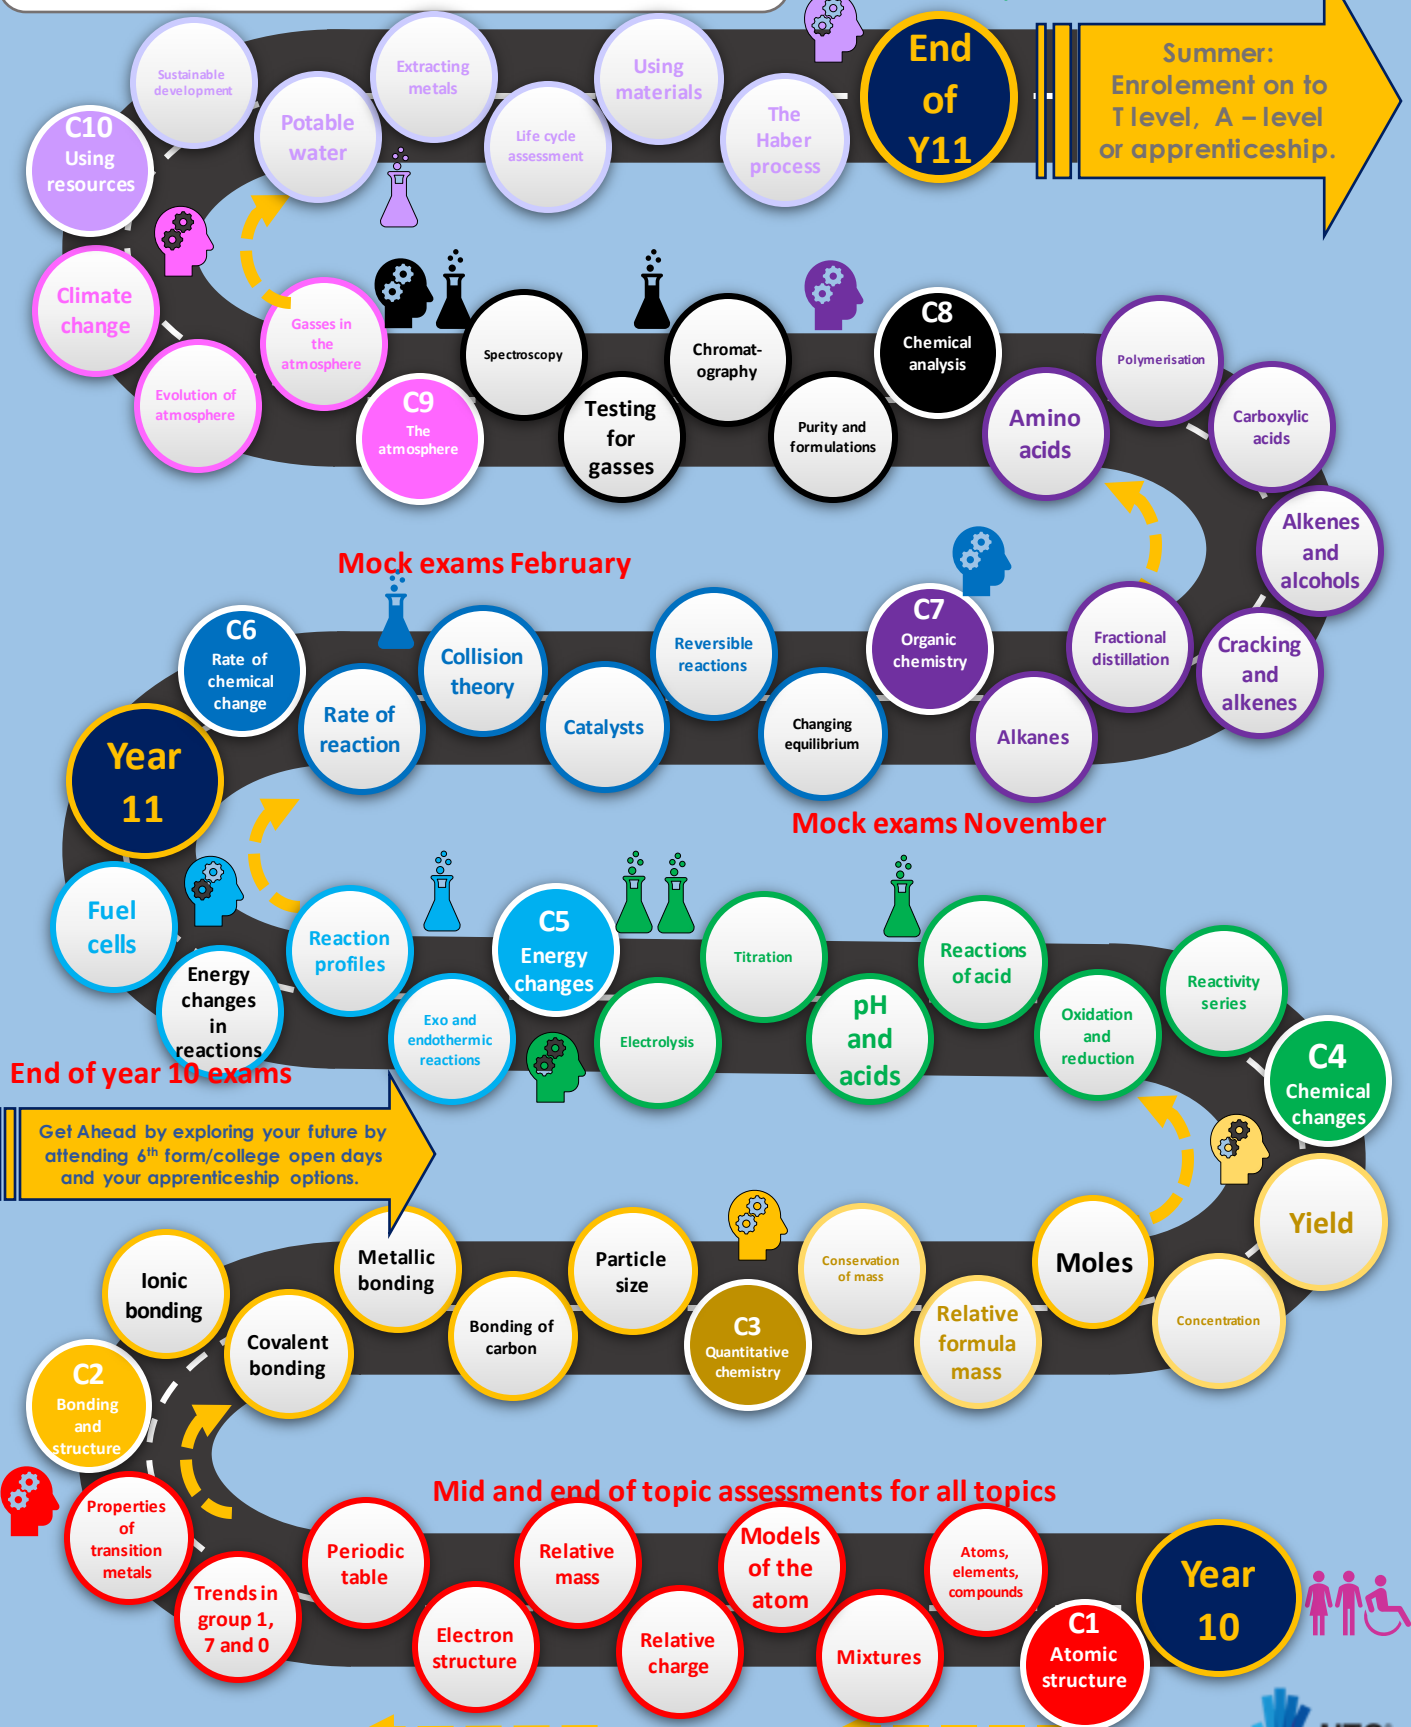 End
of
Y11
Summer:
Enrolement on to
T level, A – level
or apprenticeship.
The
Haber
process
Using
materials
Life cycle
assessment
Extracting
metals
Potable
water
Sustainable
development
C10
Using
resources
Climate
change
Evolution of
atmosphere
Gasses in
the
atmosphere
C9
The
atmosphere
Spectroscopy
Testing
for
gasses
Chromat-
ography
Purity and
formulations
C8
Chemical
analysis
Amino
acids
Polymerisation
Carboxylic
acids
Alkenes
and
alcohols
Cracking
and
alkenes
Fractional
distillation
Alkanes
C7
Organic
chemistry
Mock exams February
Changing
equilibrium
Reversible
reactions
Catalysts
Collision
theory
Rate of
reaction
C6
Rate of
chemical
change
Year
11
Mock exams November
Fuel
cells
Energy
changes
in
reactions
Reaction
profiles
Exo and
endothermic
reactions
C5
Energy
changes
Electrolysis
Titration
pH
and
acids
Reactions
of acid
Oxidation
and
reduction
Reactivity
series
C4
Chemical
changes
End of year 10 exams
Get Ahead by exploring your future by
attending 6th form/college open days
and your apprenticeship options.
Yield
Concentration
Moles
Relative
formula
mass
Conservation
of mass
C3
Quantitative
chemistry
Particle
size
Bonding of
carbon
Metallic
bonding
Covalent
bonding
Ionic
bonding
C2
Bonding
and
structure
Mid and end of topic assessments for all topics
Properties
of
transition
metals
Trends in
group 1,
7 and 0
Periodic
table
Electron
structure
Relative
mass
Relative
charge
Models
of the
atom
Mixtures
Atoms,
elements,
compounds
C1
Atomic
structure
Year
10